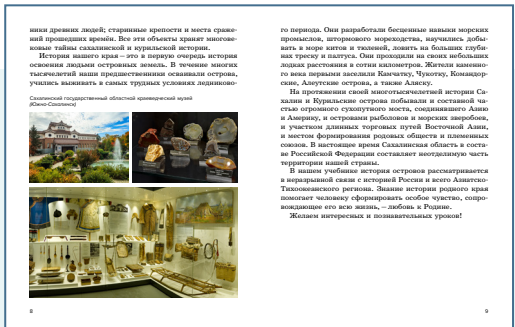 ники древних людей; старинные крепости и места сраже-
ний прошедших времён. Все эти объекты хранят многове-
ковые тайны сахалинской и курильской истории.
История нашего края – это в первую очередь история
освоения людьми островных земель. В течение многих
тысячелетий наши предшественники осваивали острова,
учились выживать в самых трудных условиях ледниково-
Сахалинский государственный областной краеведческий музей
(Южно-Сахалинск)
8
го периода. Они разработали бесценные навыки морских
промыслов, штормового мореходства, научились добы-
вать в море китов и тюленей, ловить на больших глуби-
нах треску и палтуса. Они проходили на своих небольших
лодках расстояния в сотни километров. Жители каменно-
го века первыми заселили Камчатку, Чукотку, Командор-
ские, Алеутские острова, а также Аляску.
На протяжении своей многотысячелетней истории Са-
халин и Курильские острова побывали и составной ча-
стью огромного сухопутного моста, соединявшего Азию
и Америку, и островами рыболовов и морских зверобоев,
и участком длинных торговых путей Восточной Азии,
и местом формирования родовых обществ и племенных
союзов. В настоящее время Сахалинская область в соста-
ве Российской Федерации составляет неотделимую часть
территории нашей страны.
В нашем учебнике история островов рассматривается
в неразрывной связи с историей России и всего Азиатско-
Тихоокеанского региона. Знание истории родного края
помогает человеку сформировать особое чувство, сопро-
вождающее его всю жизнь, – любовь к Родине.
Желаем интересных и познавательных уроков!
9